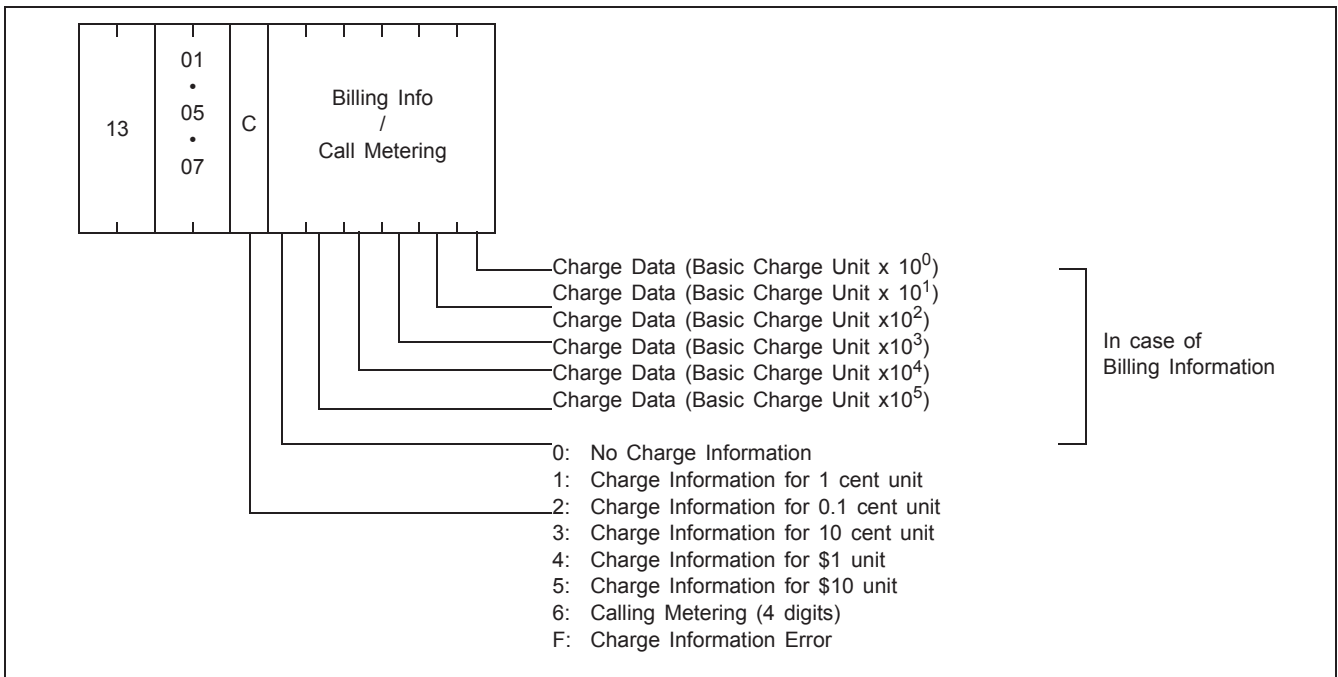 01
•
05
•
07
13
C
Billing Info
/
Call Metering
Charge Data (Basic Charge Unit x 10⁰)
Charge Data (Basic Charge Unit x 10¹)
Charge Data (Basic Charge Unit x10²)
Charge Data (Basic Charge Unit x10³)
Charge Data (Basic Charge Unit x10⁴)
Charge Data (Basic Charge Unit x10⁵)
In case of
Billing Information
0: No Charge Information
1: Charge Information for 1 cent unit
2: Charge Information for 0.1 cent unit
3: Charge Information for 10 cent unit
4: Charge Information for $1 unit
5: Charge Information for $10 unit
6: Calling Metering (4 digits)
F: Charge Information Error